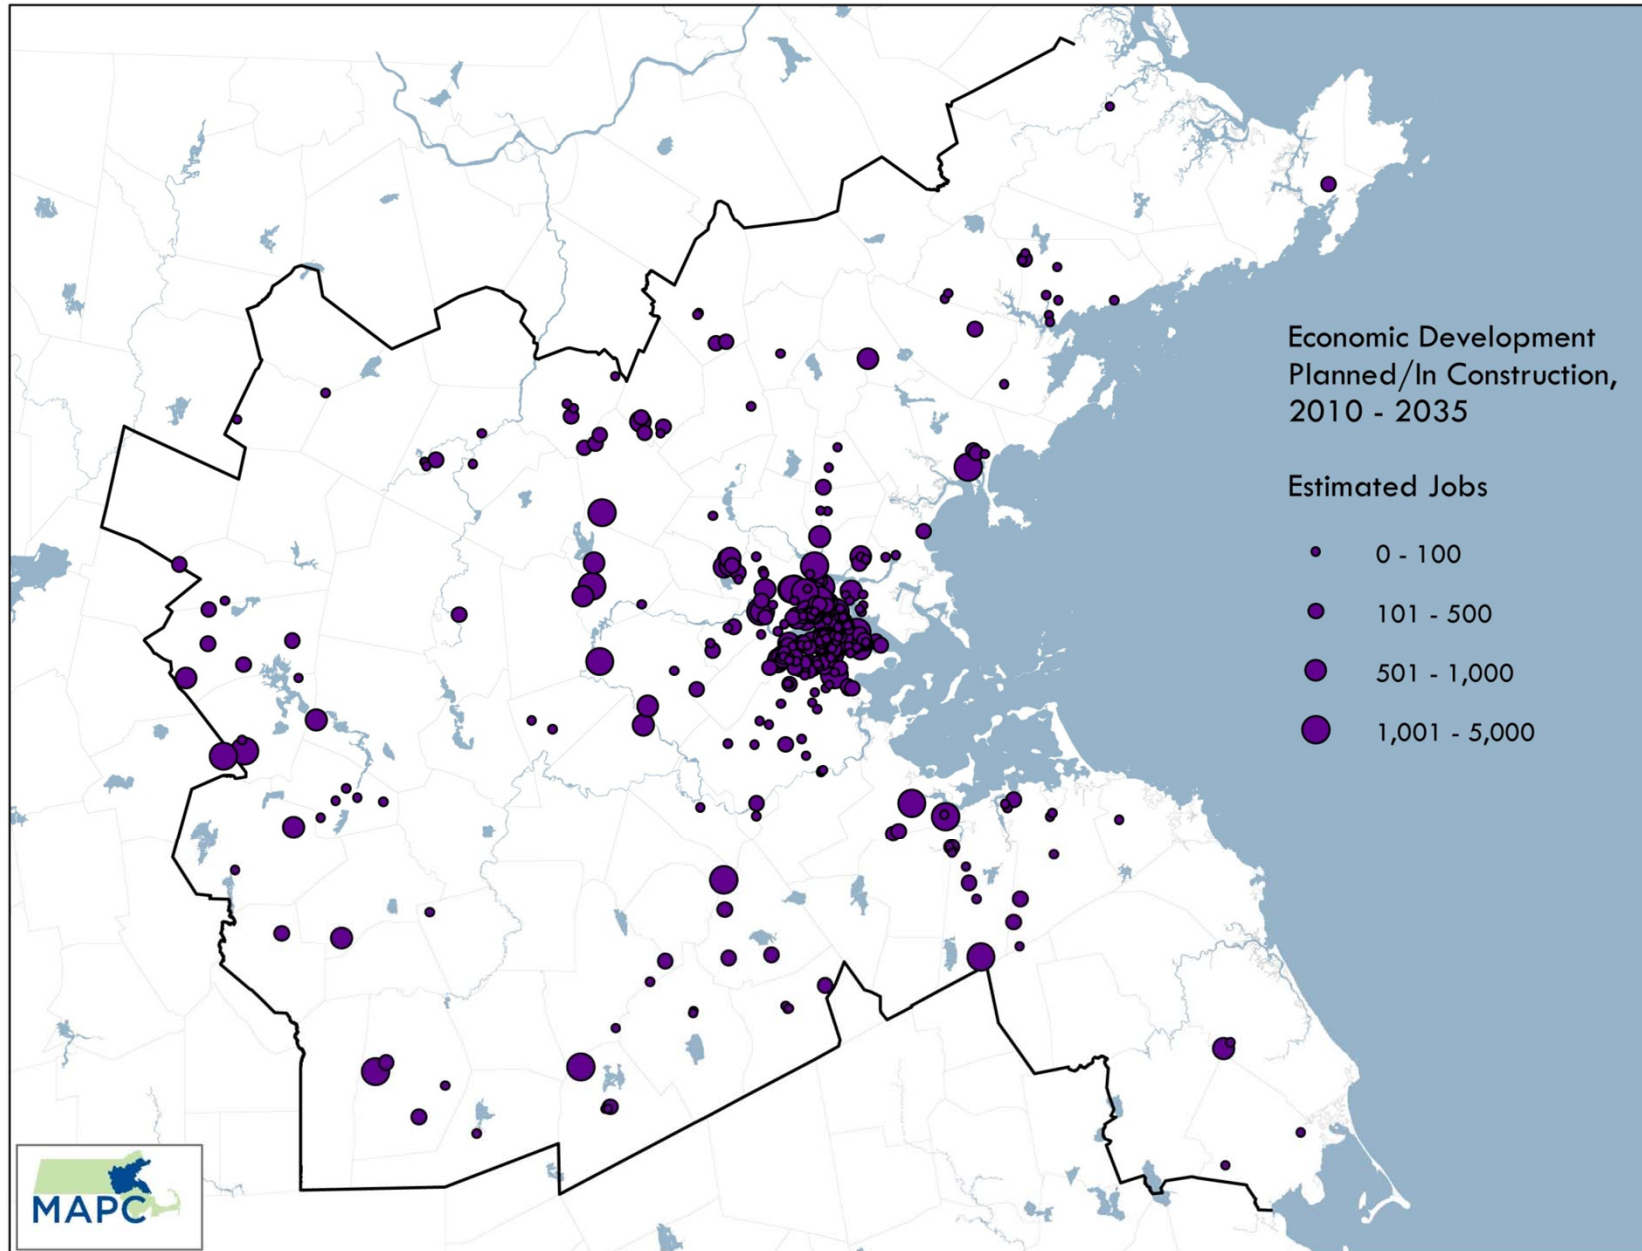 Economic Development
Planned/In Construction,
2010 - 2035
Estimated Jobs
0 - 100
101 - 500
501 - 1,000
1,001 - 5,000
MAPC